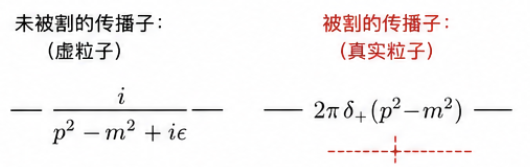 未被割的传播子：
（虚粒子）
i
p² − m² + iϵ
被割的传播子：
（真实粒子）
2π δ₊(p²−m²)